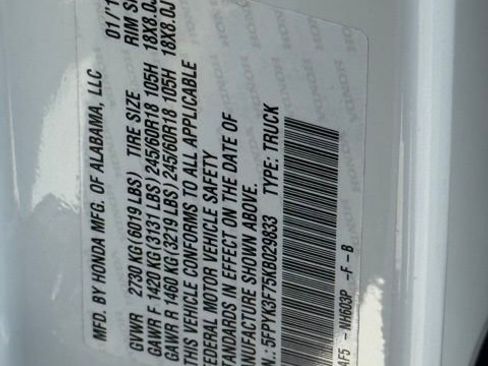 MFD. BY HONDA MFG. OF ALABAMA, LLC 01/'1
GVWR 2730 KG (6019 LBS) TIRE SIZE RIM S
GAWR F 1420 KG (3131 LBS) 245/60R18 105H 18X8.0J
GAWR R 1460 KG (3219 LBS) 245/60R18 105H 18X8.0J
THIS VEHICLE CONFORMS TO ALL APPLICABLE
FEDERAL MOTOR VEHICLE SAFETY
STANDARDS IN EFFECT ON THE DATE OF
MANUFACTURE SHOWN ABOVE.
N: 5FPYK3F75KB029833 TYPE: TRUCK
AF5 - NH603P -F -B